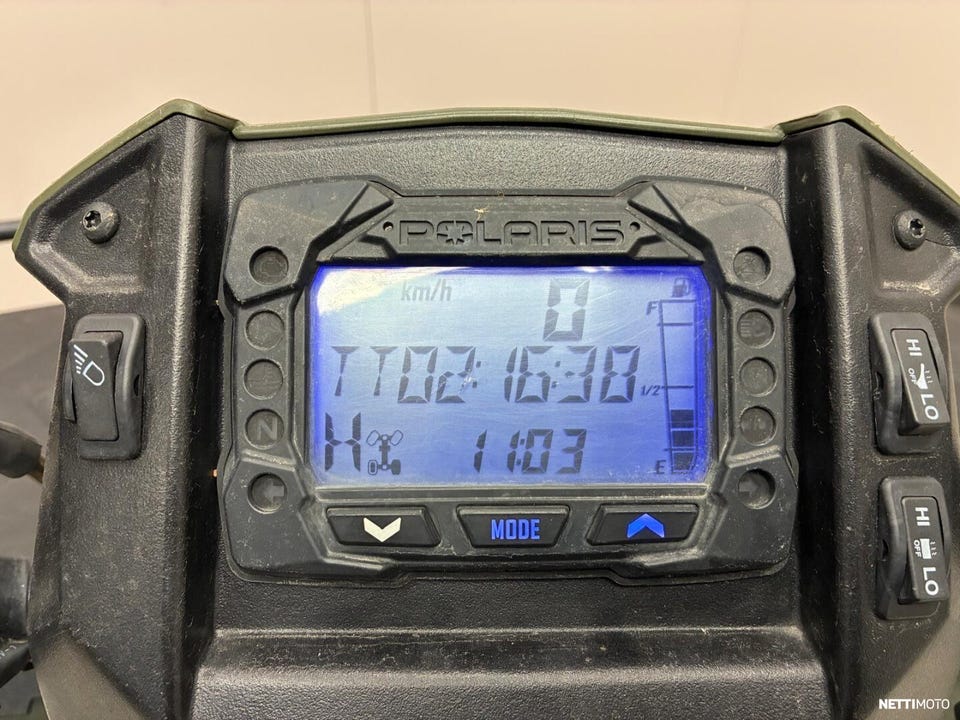 POLARIS
km/h
0
F
TT02:16:38
1/2
H
11:03
E
N
MODE
HI
OFF
LO
HI
OFF
LO
NETTIMOTO